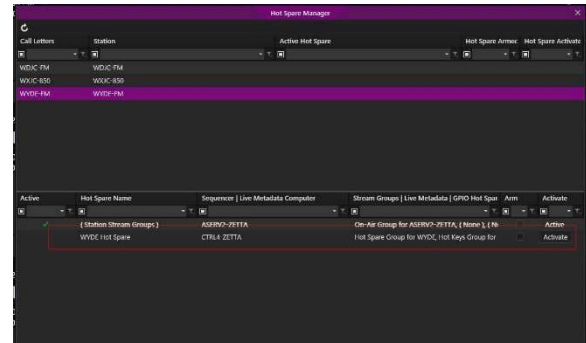 Hot Spare Manager
Call Letters Station Active Hot Spare Hot Spare Armed Hot Spare Activate
WDJC-FM WDJC-FM
WXJC-850 WXJC-850
WYDE-FM WYDE-FM
Active Hot Spare Name Sequencer | Live Metadata Computer Stream Groups | Live Metadata | GPIO Hot Spar Arm Activate
( Station Stream Groups ) ASERV2-ZETTA On-Air Group for ASERV2-ZETTA, ( None ), ( N Active
WYDE Hot Spare CTRL4-ZETTA Hot Spare Group for WYDE, Hot Keys Group for Activate